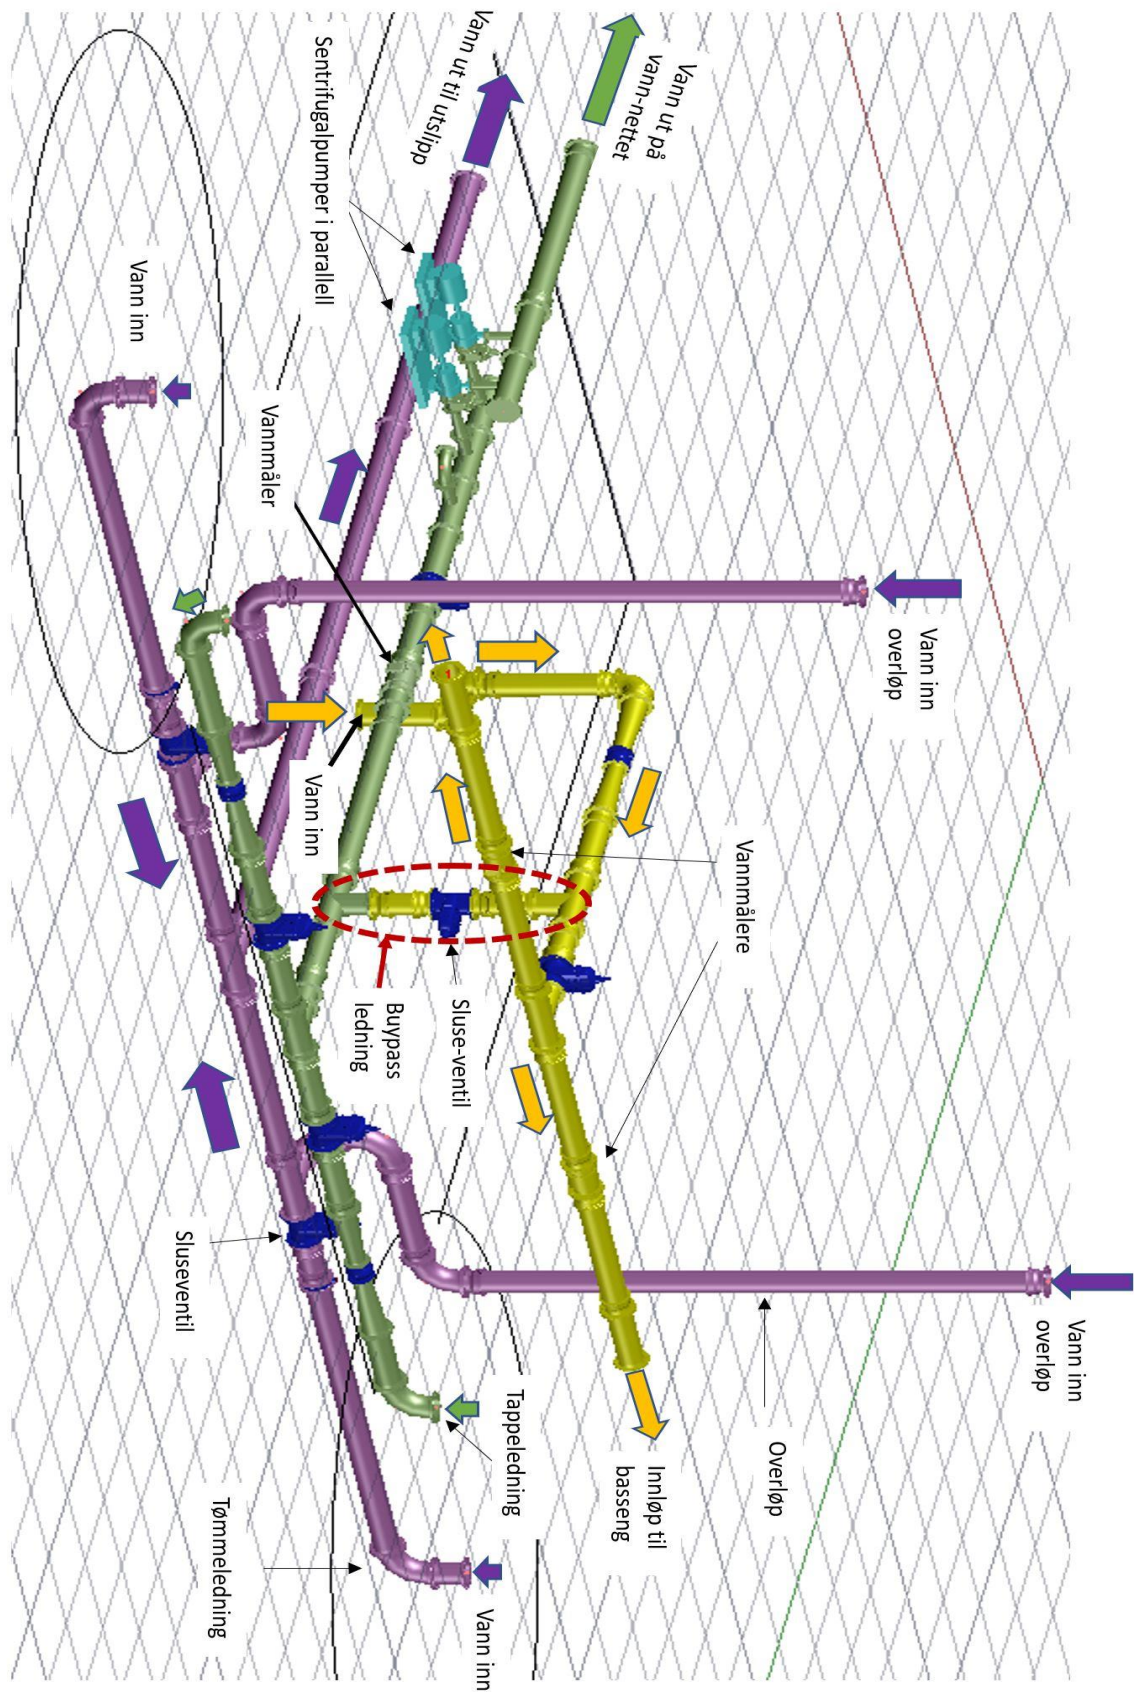 Vann ut på
vann-nettet
Vann ut til utslipp
Sentrifugalpumper i parallell
Vann inn
Vannmåler
Vann inn
overløp
Vann inn
Vannmålere
Sluse-ventil
Buypass
ledning
Sluseventil
Vann inn
overløp
Overløp
Innløp til
basseng
Tappeledning
Tømmeledning
Vann inn